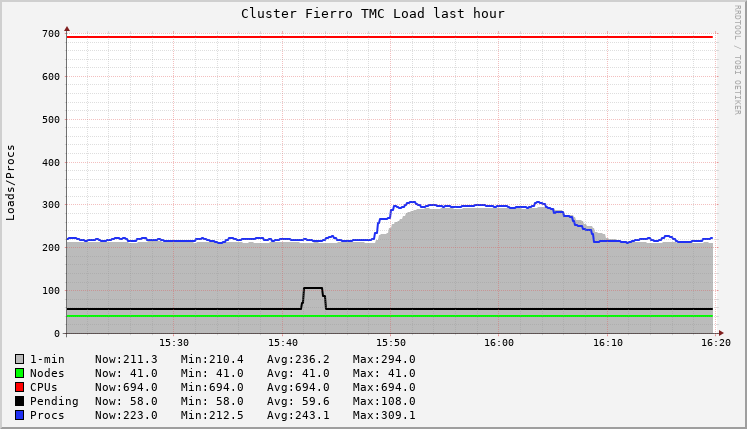 Cluster Fierro TMC Load last hour
RRDTOOL / TOBI OETIKER
Loads/Procs
700
600
500
400
300
200
100
0
15:30 15:40 15:50 16:00 16:10 16:20
1-min Now:211.3 Min:210.4 Avg:236.2 Max:294.0
Nodes Now: 41.0 Min: 41.0 Avg: 41.0 Max: 41.0
CPUs Now:694.0 Min:694.0 Avg:694.0 Max:694.0
Pending Now: 58.0 Min: 58.0 Avg: 59.6 Max:108.0
Procs Now:223.0 Min:212.5 Avg:243.1 Max:309.1